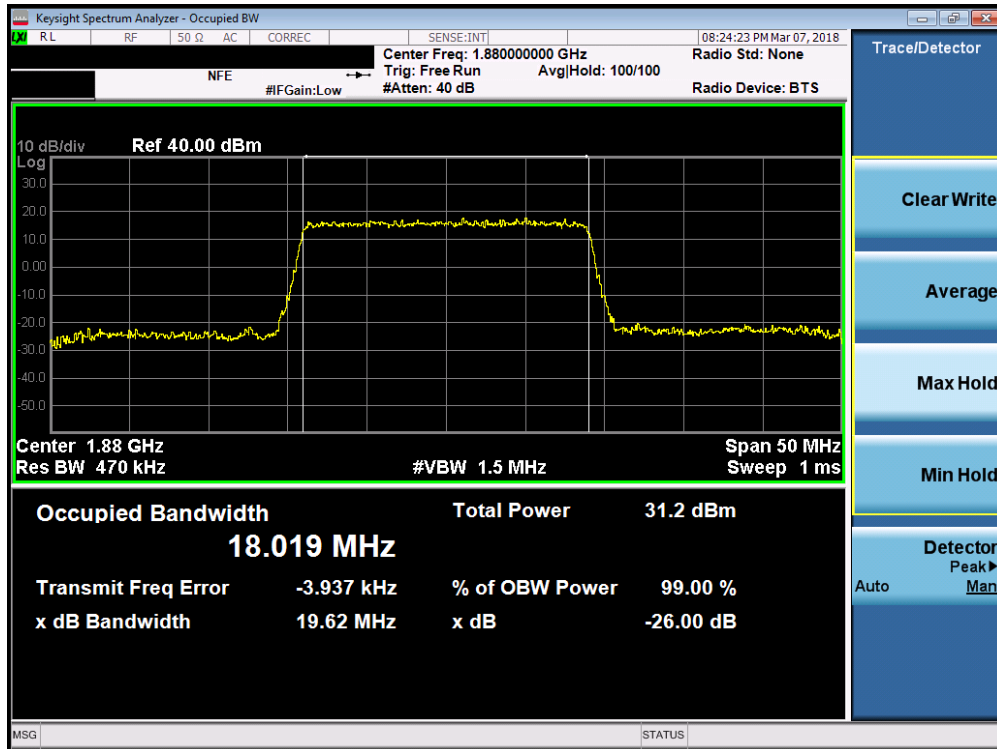 Keysight Spectrum Analyzer - Occupied BW
LXI RL RF 50 Ω AC CORREC SENSE:INT 08:24:23 PM Mar 07, 2018
Center Freq: 1.880000000 GHz Radio Std: None
NFE Trig: Free Run Avg|Hold: 100/100
#IFGain:Low #Atten: 40 dB Radio Device: BTS
Trace/Detector
10 dB/div Ref 40.00 dBm
Log
30.0
20.0
10.0
0.00
-10.0
-20.0
-30.0
-40.0
-50.0
Center 1.88 GHz Span 50 MHz
Res BW 470 kHz #VBW 1.5 MHz Sweep 1 ms
Occupied Bandwidth Total Power 31.2 dBm
18.019 MHz
Transmit Freq Error -3.937 kHz % of OBW Power 99.00 %
x dB Bandwidth 19.62 MHz x dB -26.00 dB
Clear Write
Average
Max Hold
Min Hold
Detector
Peak▶
Auto Man
MSG STATUS